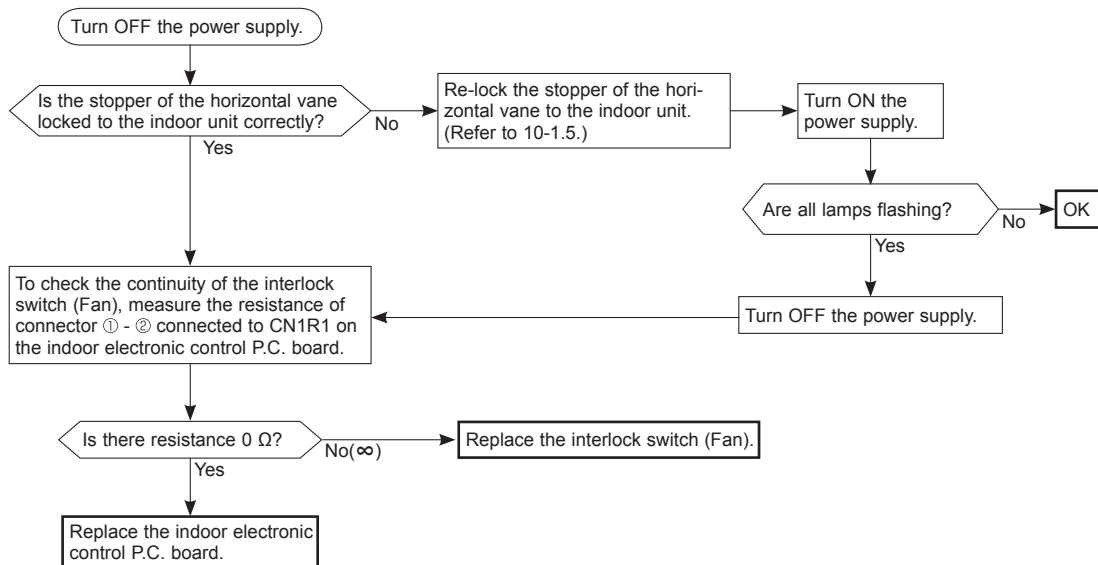 Turn OFF the power supply.
Is the stopper of the horizontal vane
locked to the indoor unit correctly?
No
Re-lock the stopper of the hori-
zontal vane to the indoor unit.
(Refer to 10-1.5.)
Turn ON the
power supply.
Yes
Are all lamps flashing?
No
OK
Yes
To check the continuity of the interlock
switch (Fan), measure the resistance of
connector ① - ② connected to CN1R1 on
the indoor electronic control P.C. board.
Turn OFF the power supply.
Is there resistance 0 Ω?
No(∞)
Replace the interlock switch (Fan).
Yes
Replace the indoor electronic
control P.C. board.